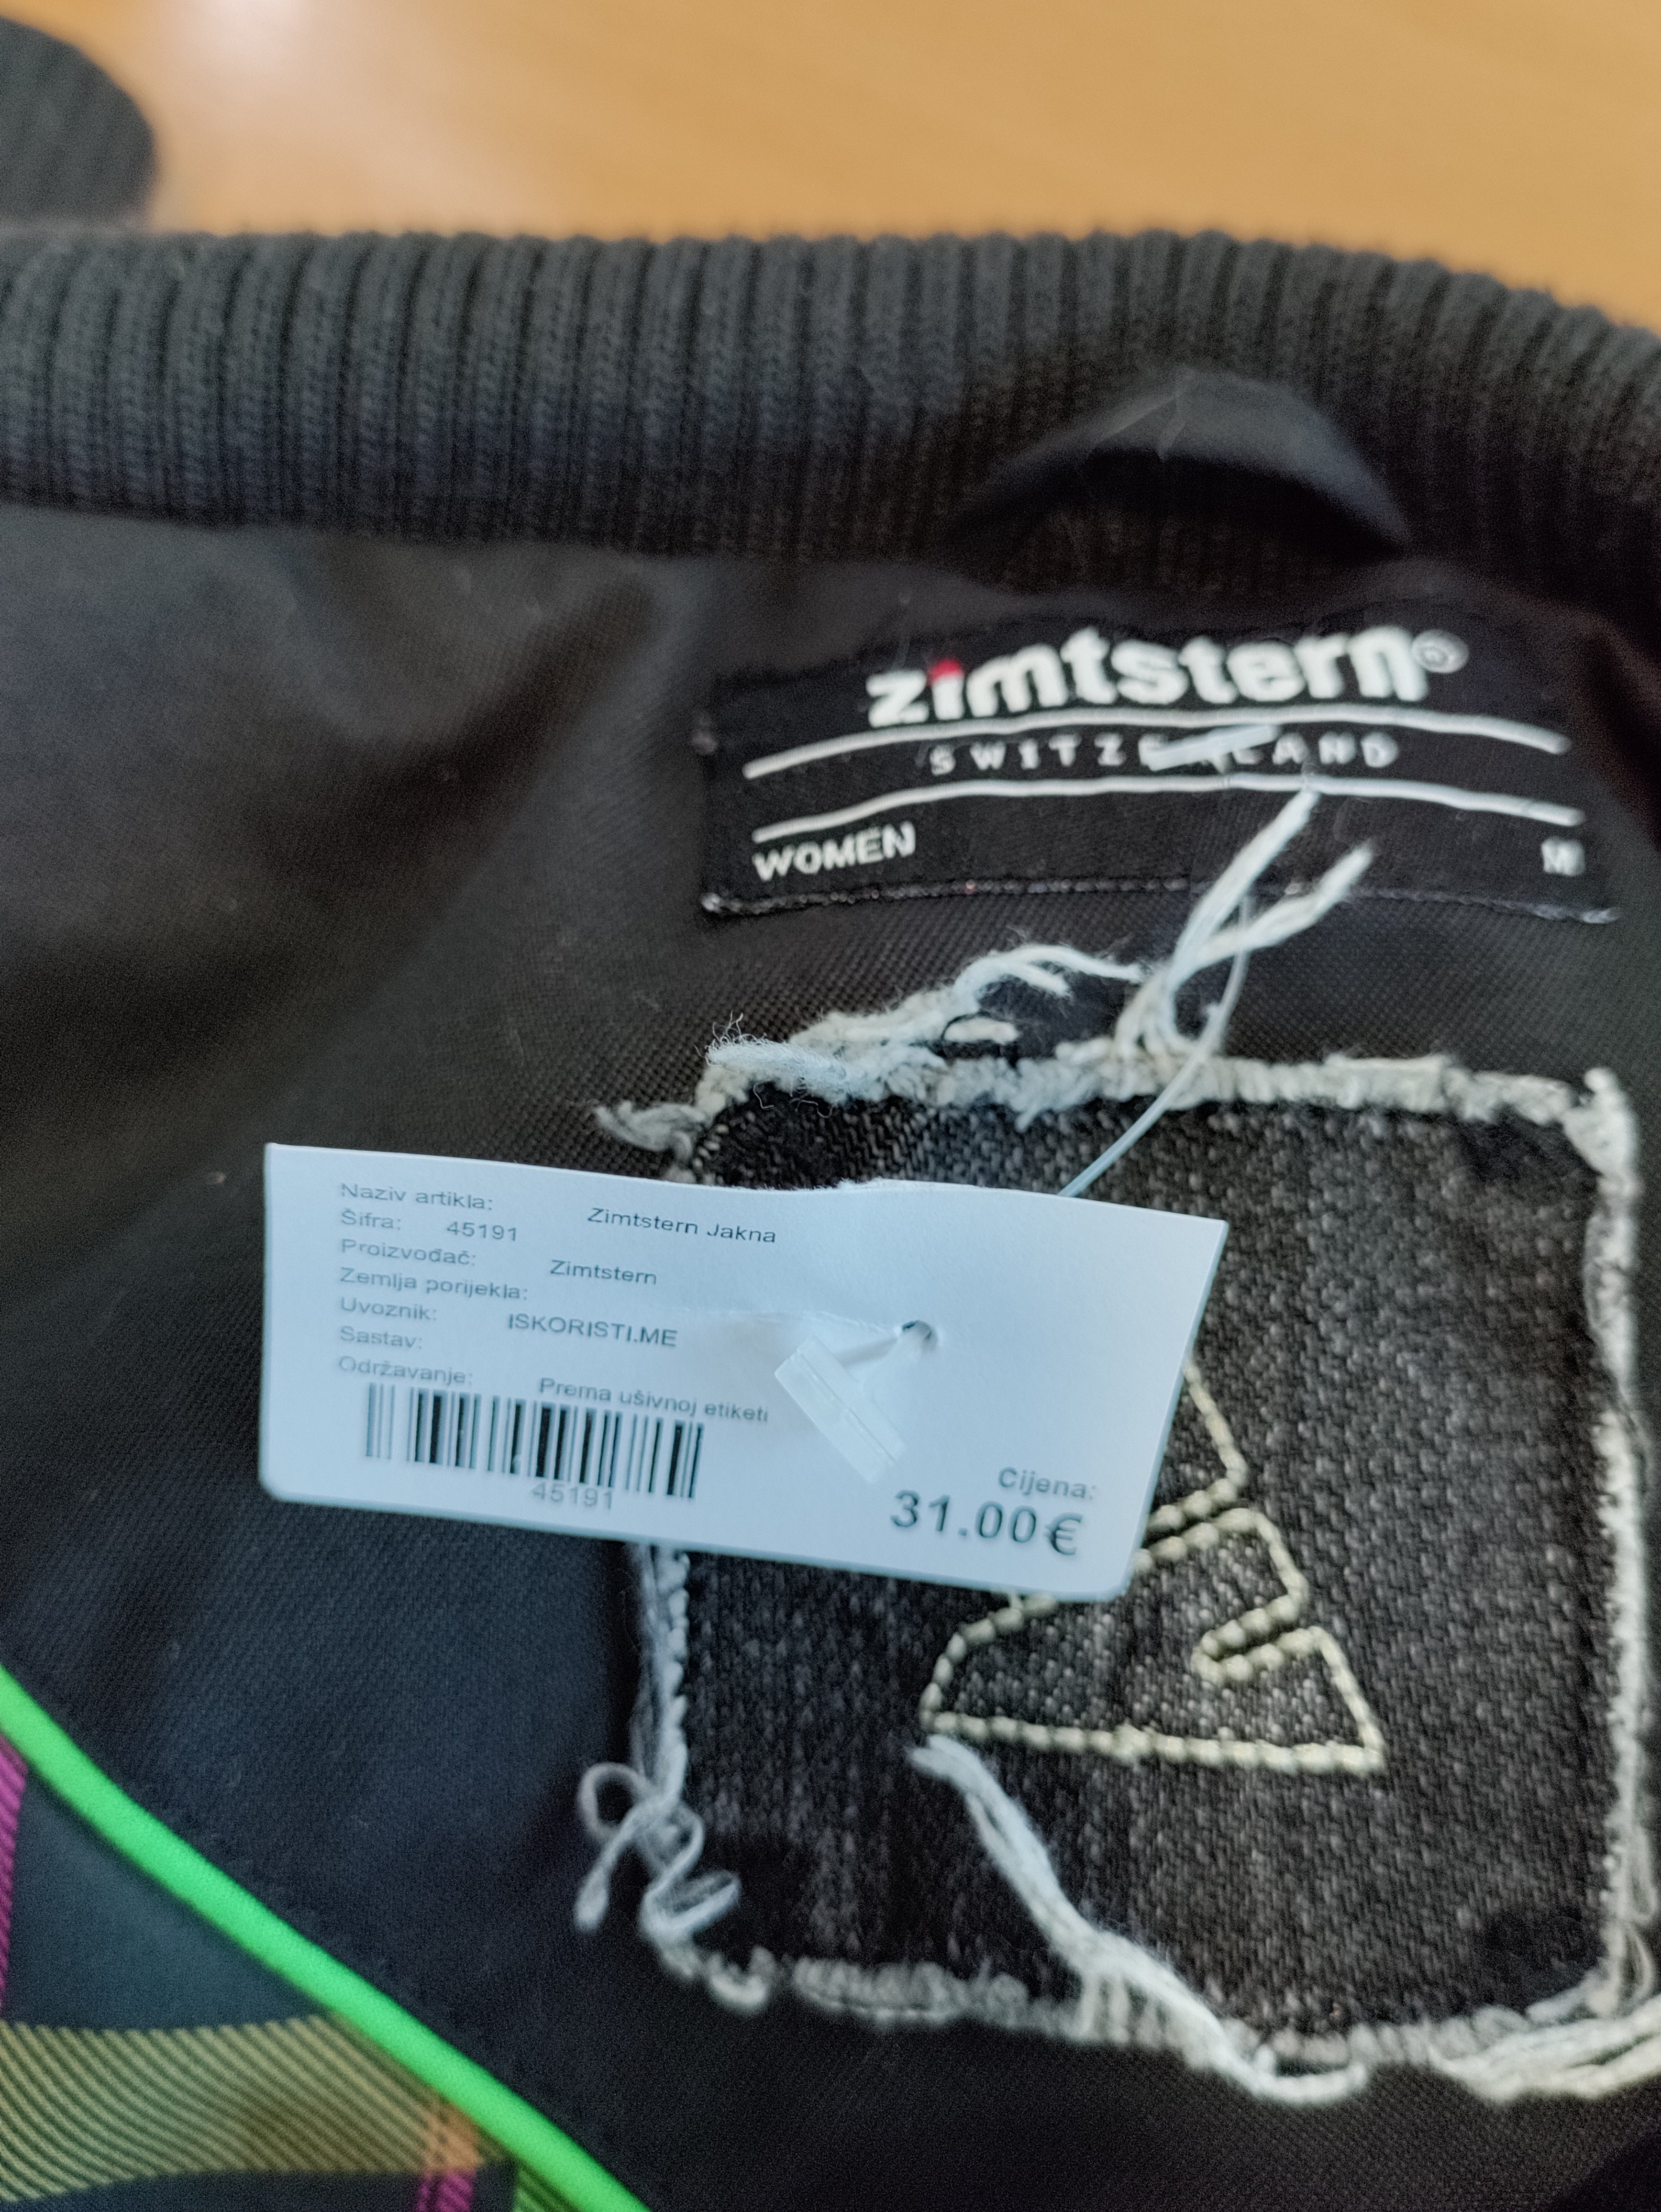 zimtstern®
SWITZERLAND
WOMEN M
Naziv artikla: Zimtstern Jakna
Šifra: 45191
Proizvođač: Zimtstern
Zemlja porijekla:
Uvoznik: ISKORISTI.ME
Sastav:
Održavanje: Prema ušivnoj etiketi
45191
Cijena:
31.00€